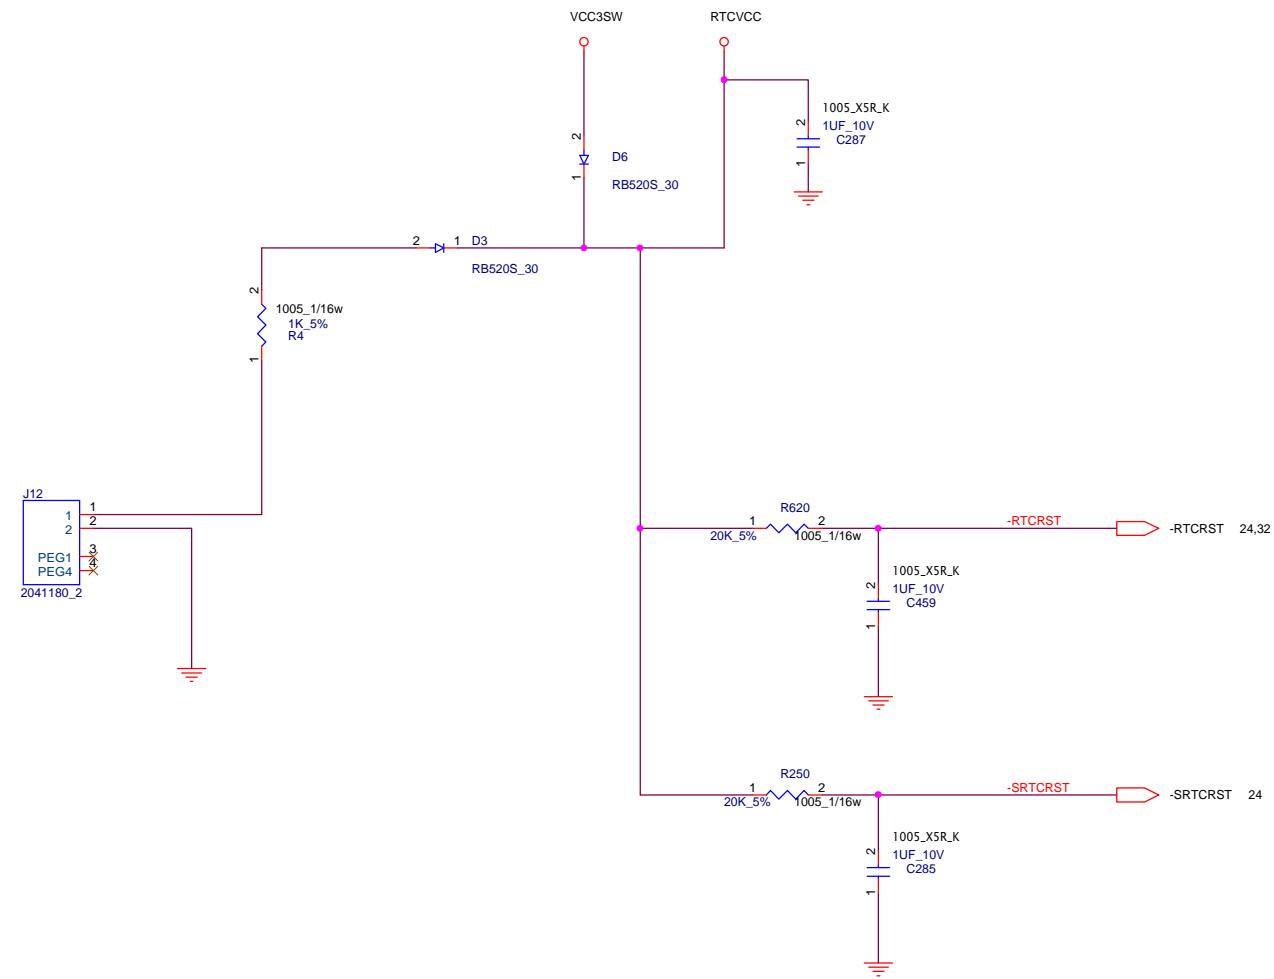 VCC3SW
RTCVCC
1005_X5R_K
1UF_10V
C287
2
1
2
1
D6
RB520S_30
2
1
D3
RB520S_30
2
1005_1/16w
1K_5%
R4
1
J12
1
1
2
2
PEG1
3
PEG4
4
2041180_2
R620
1
2
20K_5%
1005_1/16w
-RTCRST
-RTCRST 24,32
1005_X5R_K
2
1UF_10V
C459
1
R250
1
2
20K_5%
1005_1/16w
-SRTCRST
-SRTCRST 24
1005_X5R_K
2
1UF_10V
C285
1